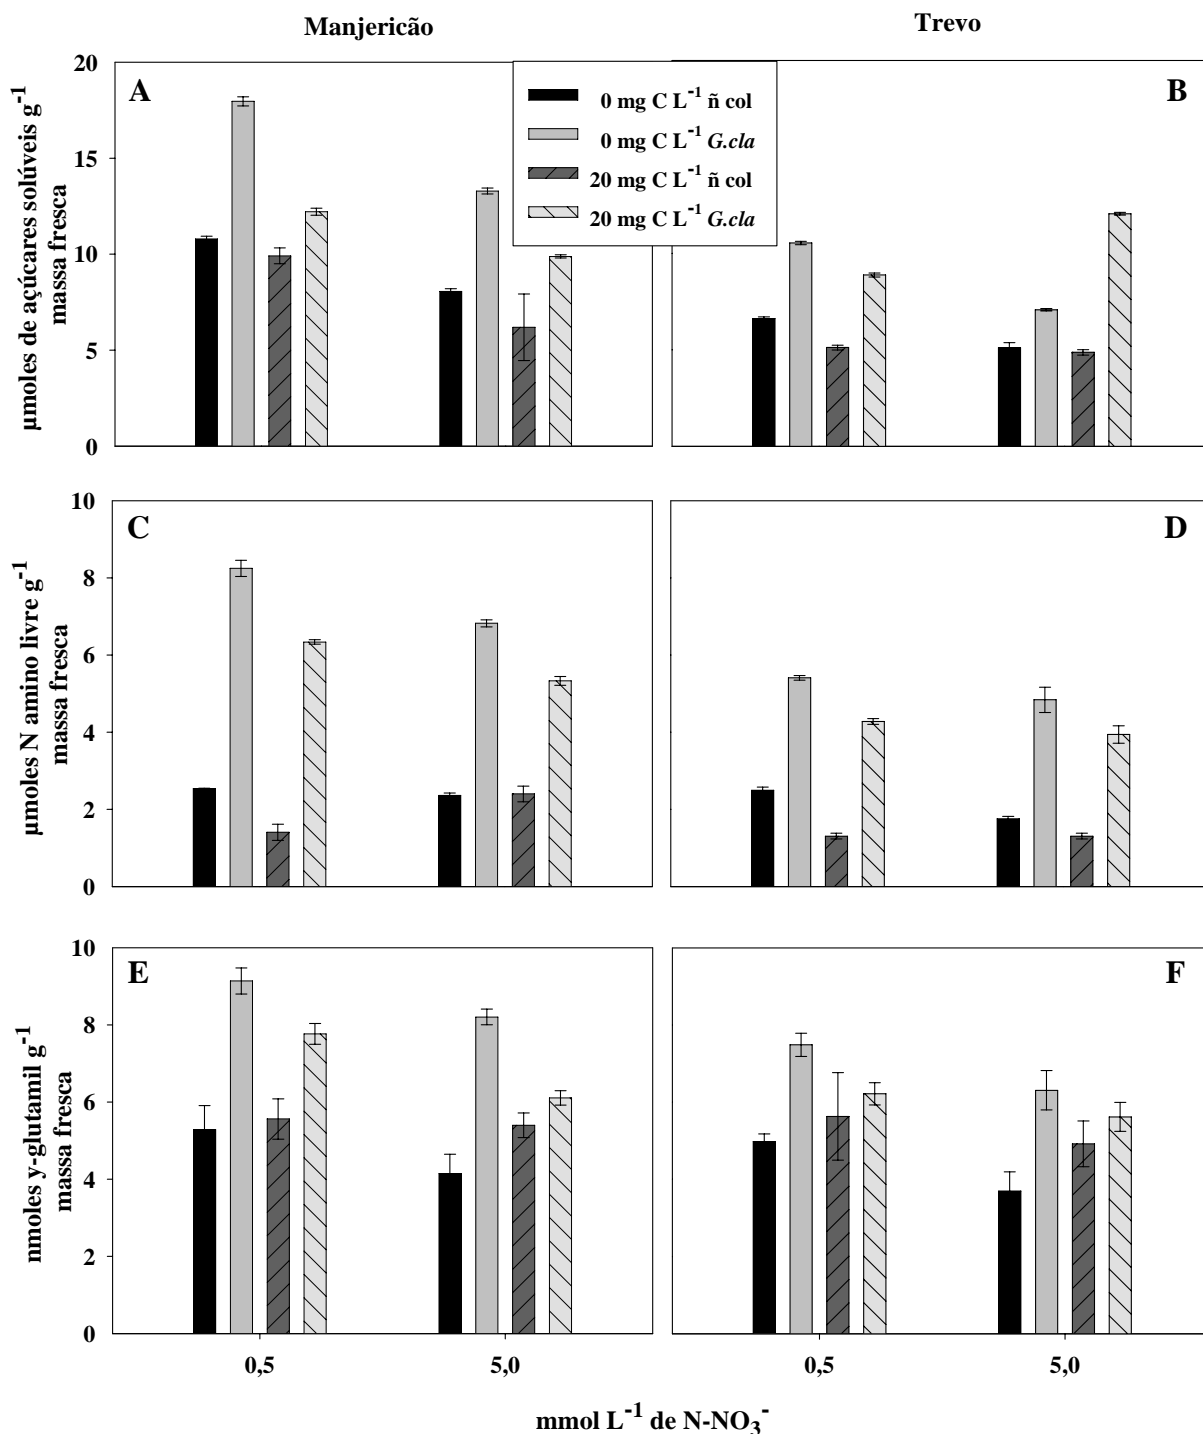 Manjericão
Trevo
A
B
0 mg C L⁻¹ ñ col
0 mg C L⁻¹ G.cla
20 mg C L⁻¹ ñ col
20 mg C L⁻¹ G.cla
µmoles de açúcares solúveis g⁻¹
massa fresca
20
15
10
5
0
C
D
µmoles N amino livre g⁻¹
massa fresca
10
8
6
4
2
0
E
F
nmoles y-glutamil g⁻¹
massa fresca
10
8
6
4
2
0
0,5
5,0
0,5
5,0
mmol L⁻¹ de N-NO₃⁻